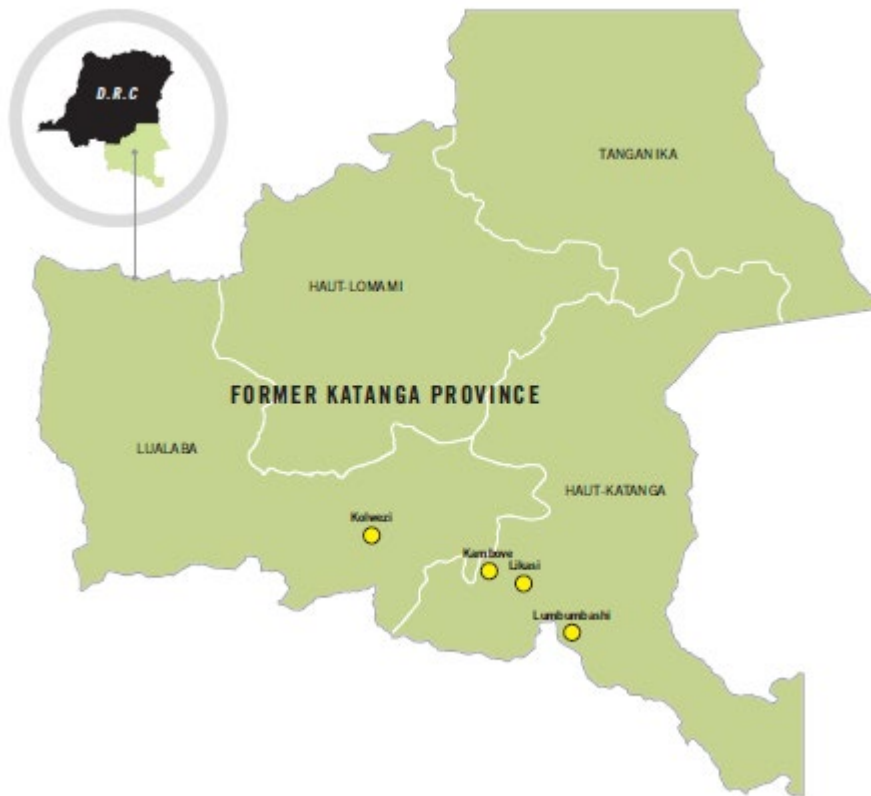 D.R.C
TANGANIKA
HAUT-LOMAMI
FORMER KATANGA PROVINCE
LUALABA
HAUT-KATANGA
Kolwezi
Kambove
Likasi
Lumbumbashi